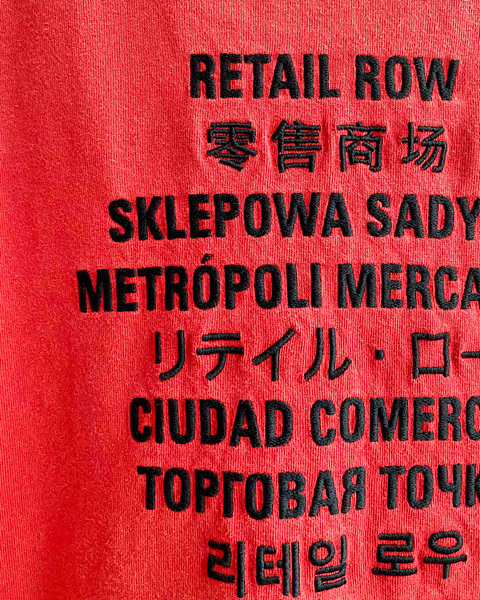 RETAIL ROW
零售商场
SKLEPOWA SADY
METRÓPOLI MERCA
リテイル・ロー
CIUDAD COMERC
ТОРГОВАЯ ТОЧК
리테일 로우